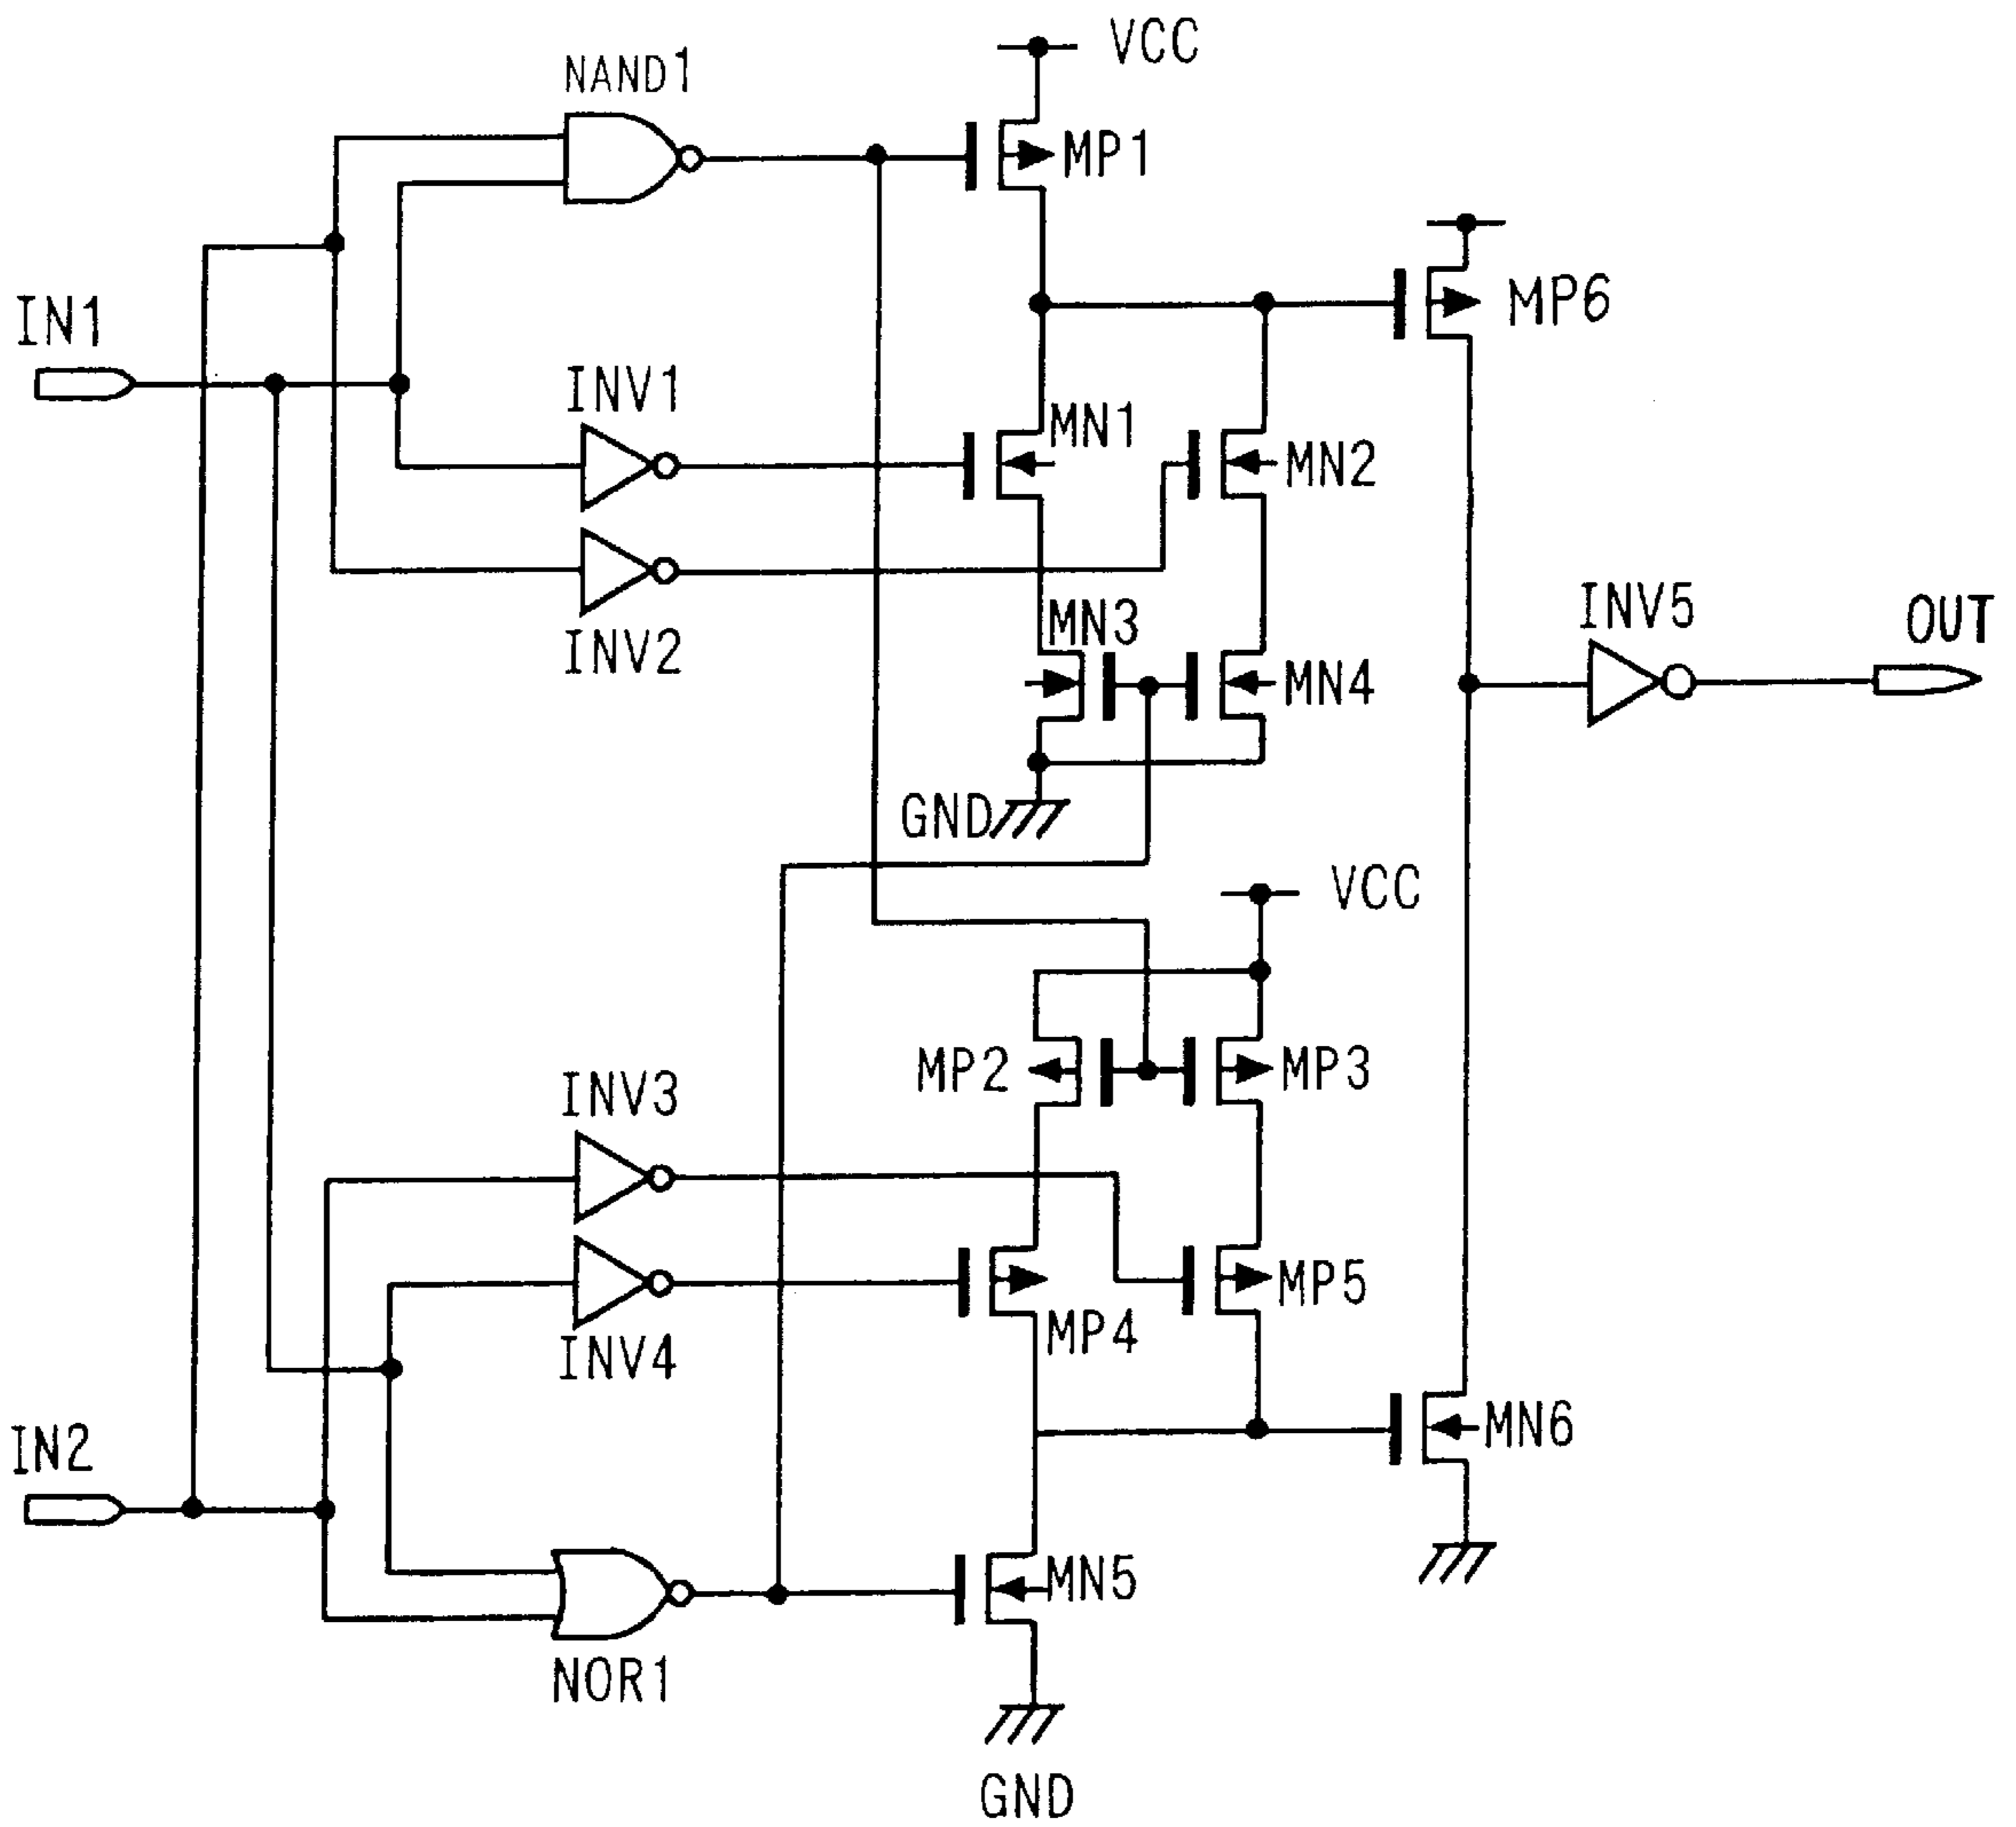 VCC
NAND1
MP1
MP6
IN1
INV1
MN1
MN2
INV2
MN3
MN4
INV5
OUT
GND
VCC
MP2
MP3
INV3
MP5
MP4
INV4
IN2
MN6
MN5
NOR1
GND